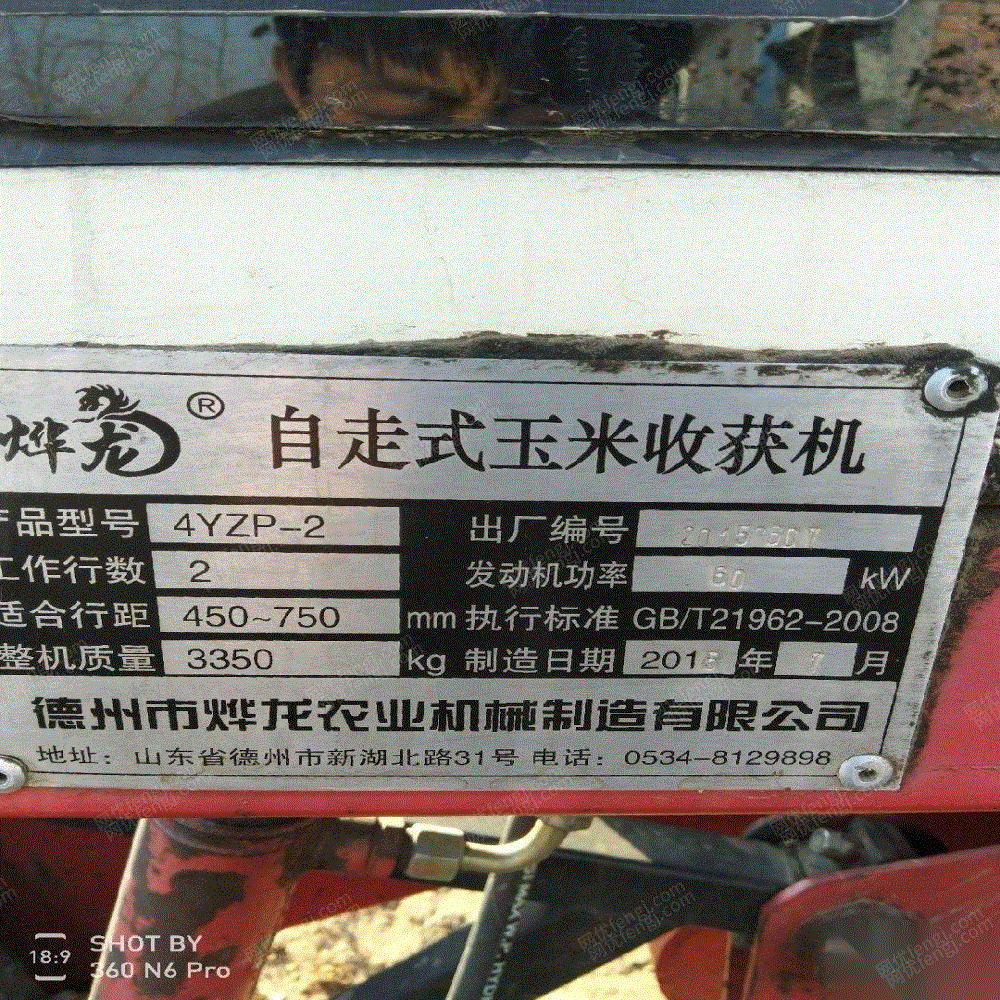 烨龙® 自走式玉米收获机
产品型号 4YZP-2 出厂编号
工作行数 2 发动机功率 60 kW
适合行距 450~750 mm 执行标准 GB/T21962-2008
整机质量 3350 kg 制造日期 201 年 7 月
德州市烨龙农业机械制造有限公司
地址：山东省德州市新湖北路31号 电话：0534-8129898
18:9 SHOT BY
360 N6 Pro